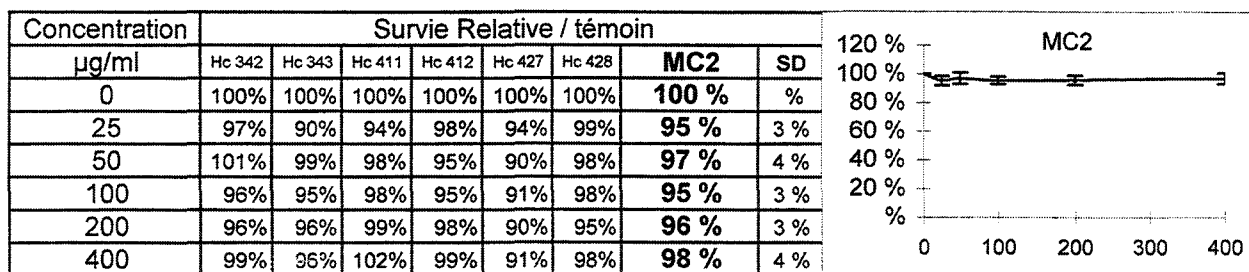 Concentration Survie Relative / témoin
µg/ml Hc 342 Hc 343 Hc 411 Hc 412 Hc 427 Hc 428 MC2 SD
0 100% 100% 100% 100% 100% 100% 100 % %
25 97% 90% 94% 98% 94% 99% 95 % 3 %
50 101% 99% 98% 95% 90% 98% 97 % 4 %
100 96% 95% 98% 95% 91% 98% 95 % 3 %
200 96% 96% 99% 98% 90% 95% 96 % 3 %
400 99% 96% 102% 99% 91% 98% 98 % 4 %
MC2
120 %
100 %
80 %
60 %
40 %
20 %
%
0 100 200 300 400